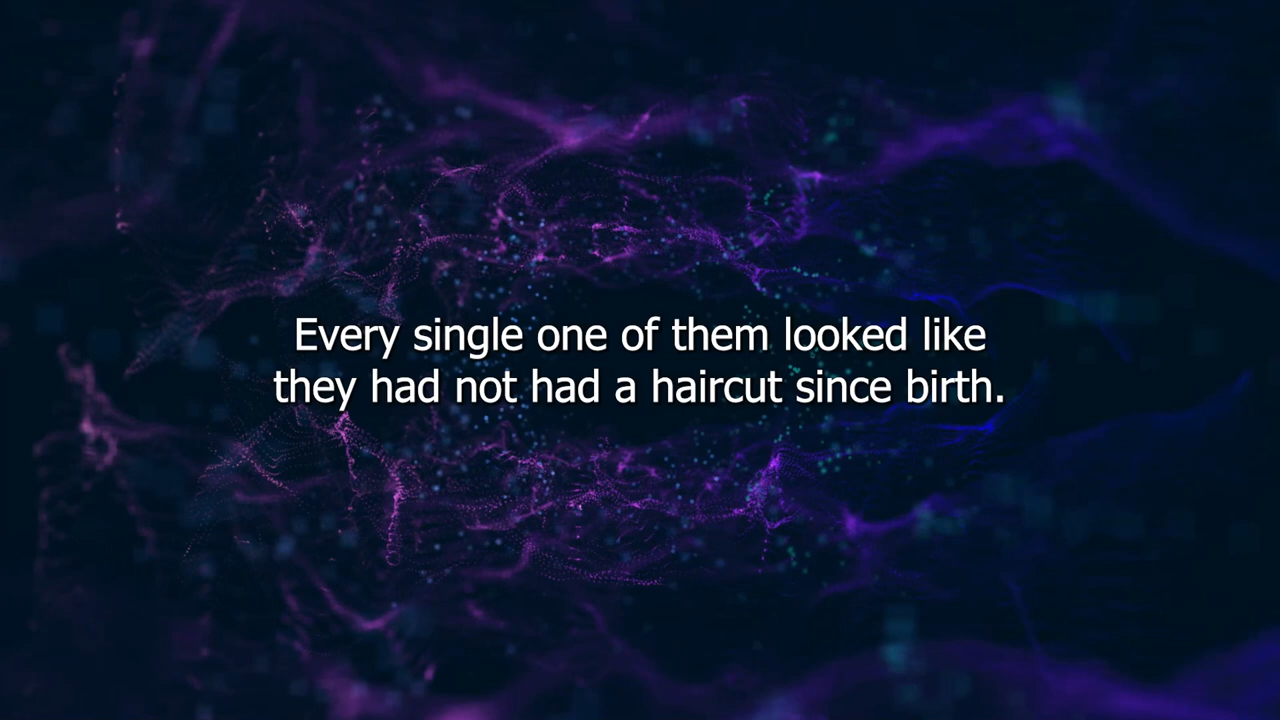 Every single one of them looked like
they had not had a haircut since birth.